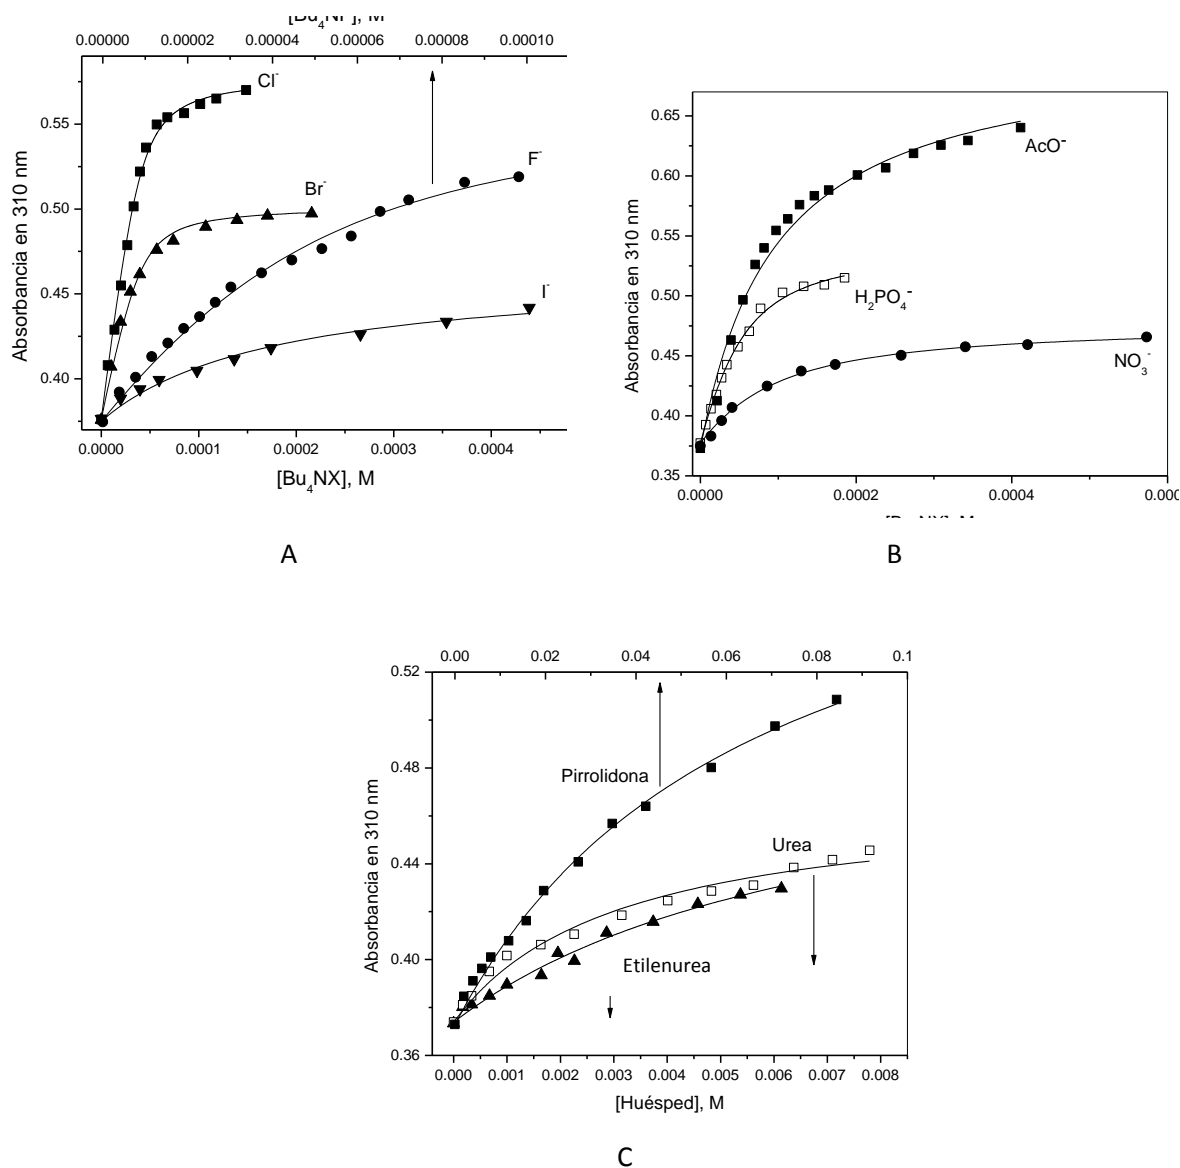 [Bu4NF], M
0.00000 0.00002 0.00004 0.00006 0.00008 0.00010
Cl-
F-
Br-
I-
0.55
0.50
0.45
0.40
Absorbancia en 310 nm
0.0000 0.0001 0.0002 0.0003 0.0004
[Bu4NX], M
A
0.65
0.60
0.55
0.50
0.45
0.40
0.35
Absorbancia en 310 nm
AcO-
H2PO4-
NO3-
0.0000 0.0002 0.0004 0.000
[Bu4NX], M
B
0.00 0.02 0.04 0.06 0.08 0.1
0.52
0.48
0.44
0.40
0.36
Absorbancia en 310 nm
Pirrolidona
Urea
Etilenurea
0.000 0.001 0.002 0.003 0.004 0.005 0.006 0.007 0.008
[Huésped], M
C